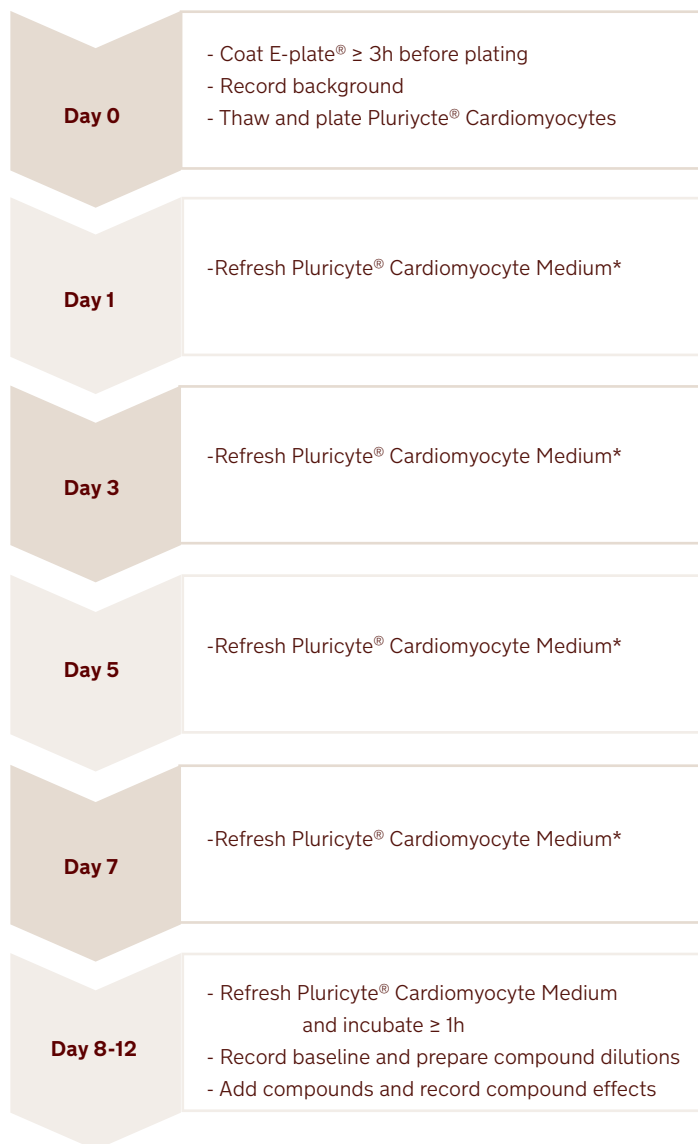 Day 0
- Coat E-plate® ≥ 3h before plating
- Record background
- Thaw and plate Pluriycte® Cardiomyocytes
Day 1
-Refresh Pluricyte® Cardiomyocyte Medium*
Day 3
-Refresh Pluricyte® Cardiomyocyte Medium*
Day 5
-Refresh Pluricyte® Cardiomyocyte Medium*
Day 7
-Refresh Pluricyte® Cardiomyocyte Medium*
Day 8-12
- Refresh Pluricyte® Cardiomyocyte Medium
and incubate ≥ 1h
- Record baseline and prepare compound dilutions
- Add compounds and record compound effects